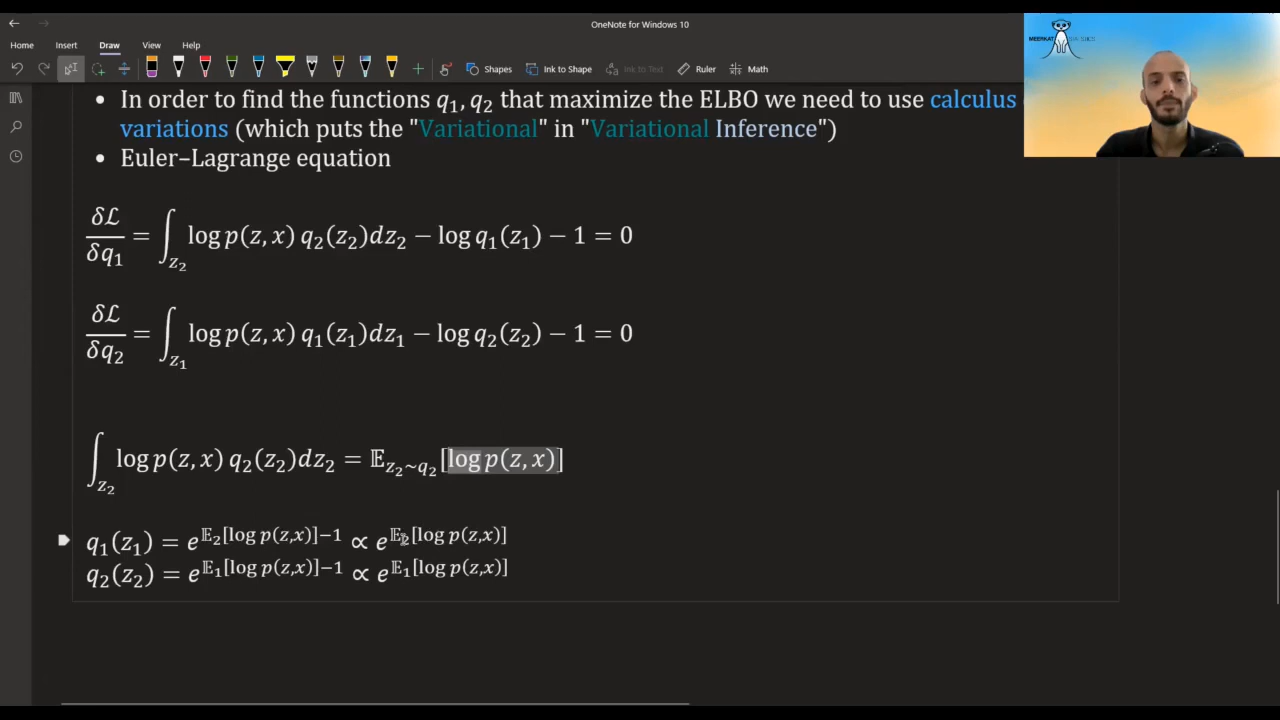 OneNote for Windows 10
Home Insert Draw View Help
Shapes Ink to Shape Ink to Text Ruler Math
MEERKAT
• In order to find the functions q₁, q₂ that maximize the ELBO we need to use calculus
variations (which puts the "Variational" in "Variational Inference")
• Euler–Lagrange equation
δℒ/δq₁ = ∫_{z₂} log p(z, x) q₂(z₂)dz₂ − log q₁(z₁) − 1 = 0
δℒ/δq₂ = ∫_{z₁} log p(z, x) q₁(z₁)dz₁ − log q₂(z₂) − 1 = 0
∫_{z₂} log p(z, x) q₂(z₂)dz₂ = 𝔼_{z₂~q₂}[log p(z, x)]
q₁(z₁) = e^{𝔼₂[log p(z,x)]−1} ∝ e^{𝔼₂[log p(z,x)]}
q₂(z₂) = e^{𝔼₁[log p(z,x)]−1} ∝ e^{𝔼₁[log p(z,x)]}